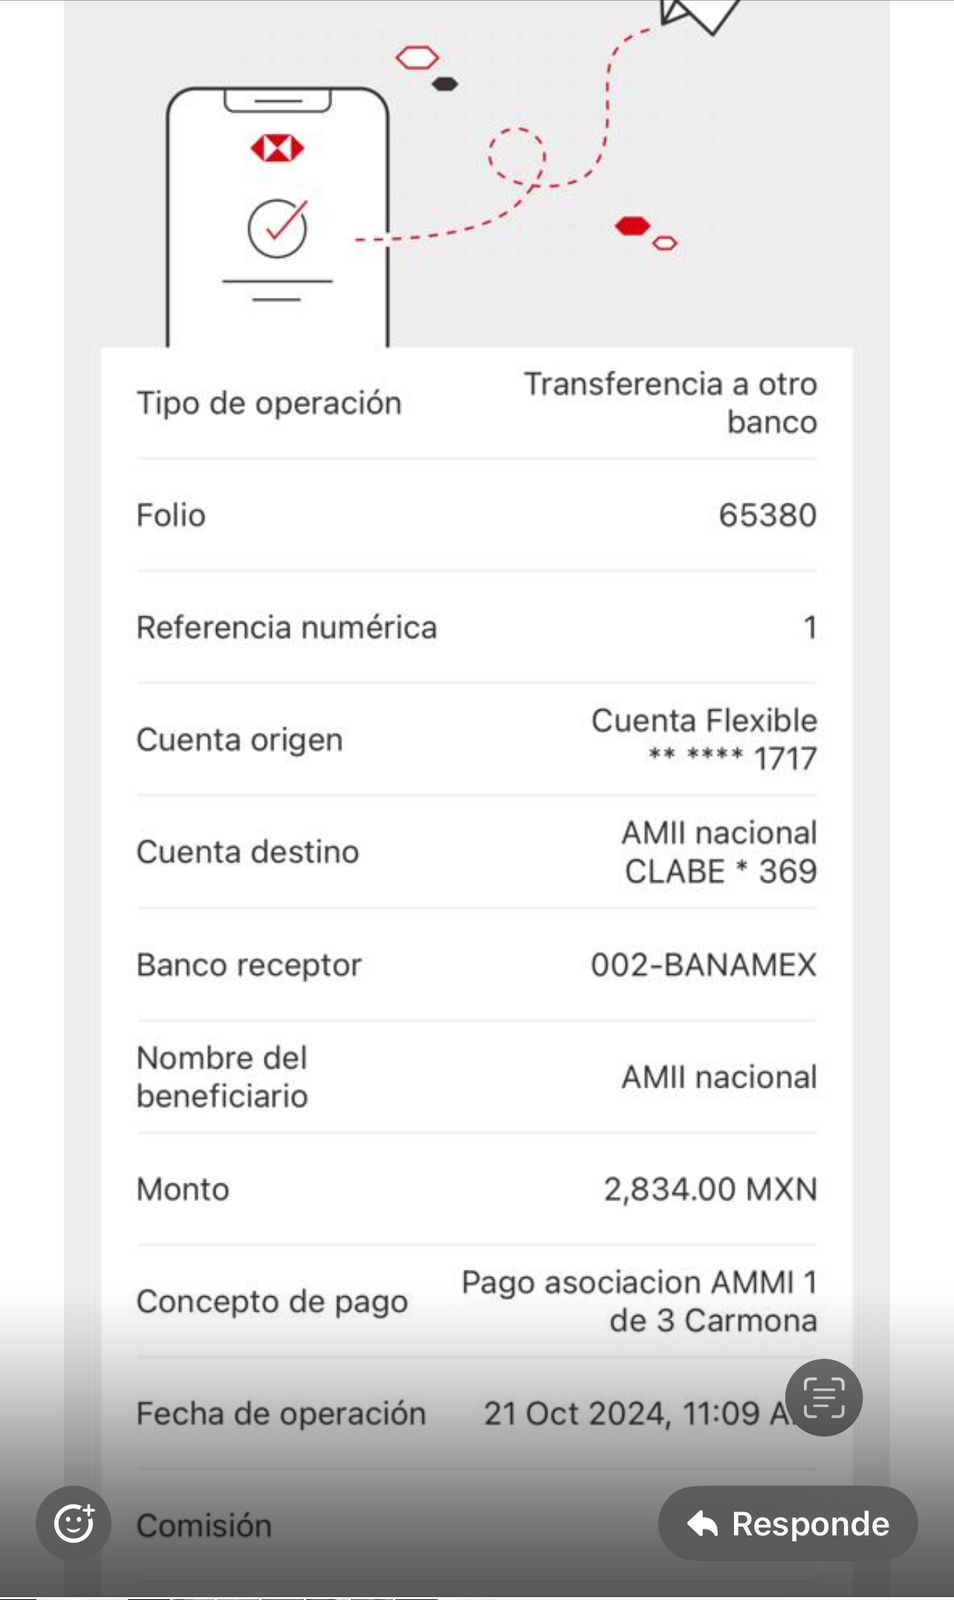 Tipo de operación
Transferencia a otro
banco
Folio
65380
Referencia numérica
1
Cuenta origen
Cuenta Flexible
** **** 1717
Cuenta destino
AMII nacional
CLABE * 369
Banco receptor
002-BANAMEX
Nombre del
beneficiario
AMII nacional
Monto
2,834.00 MXN
Concepto de pago
Pago asociacion AMMI 1
de 3 Carmona
Fecha de operación
21 Oct 2024, 11:09 A
Comisión
Responde